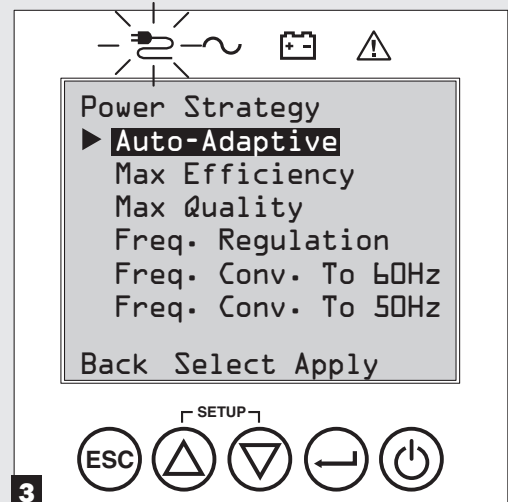 Power Strategy
Auto-Adaptive
Max Efficiency
Max Quality
Freq. Regulation
Freq. Conv. To 60Hz
Freq. Conv. To 50Hz
Back Select Apply
SETUP
ESC
3